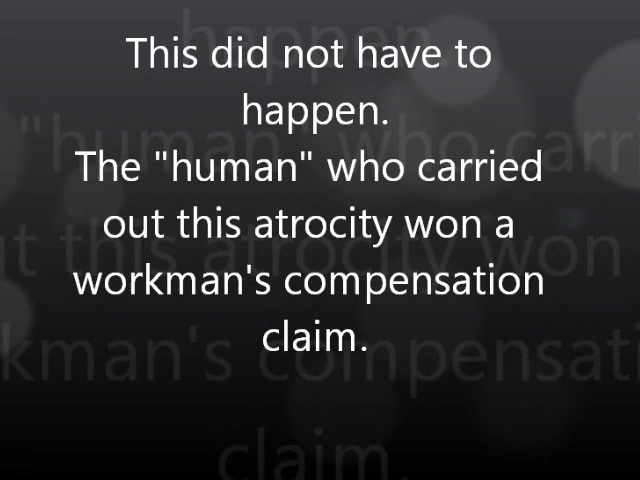 This did not have to
happen.
The "human" who carried
out this atrocity won a
workman's compensation
claim.